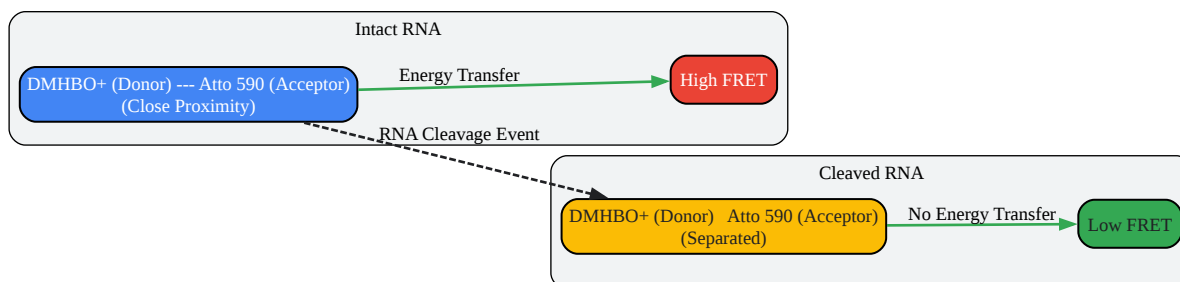 Intact RNA
DMHBO+ (Donor) --- Atto 590 (Acceptor)
(Close Proximity)
Energy Transfer
High FRET
RNA Cleavage Event
Cleaved RNA
DMHBO+ (Donor)   Atto 590 (Acceptor)
(Separated)
No Energy Transfer
Low FRET